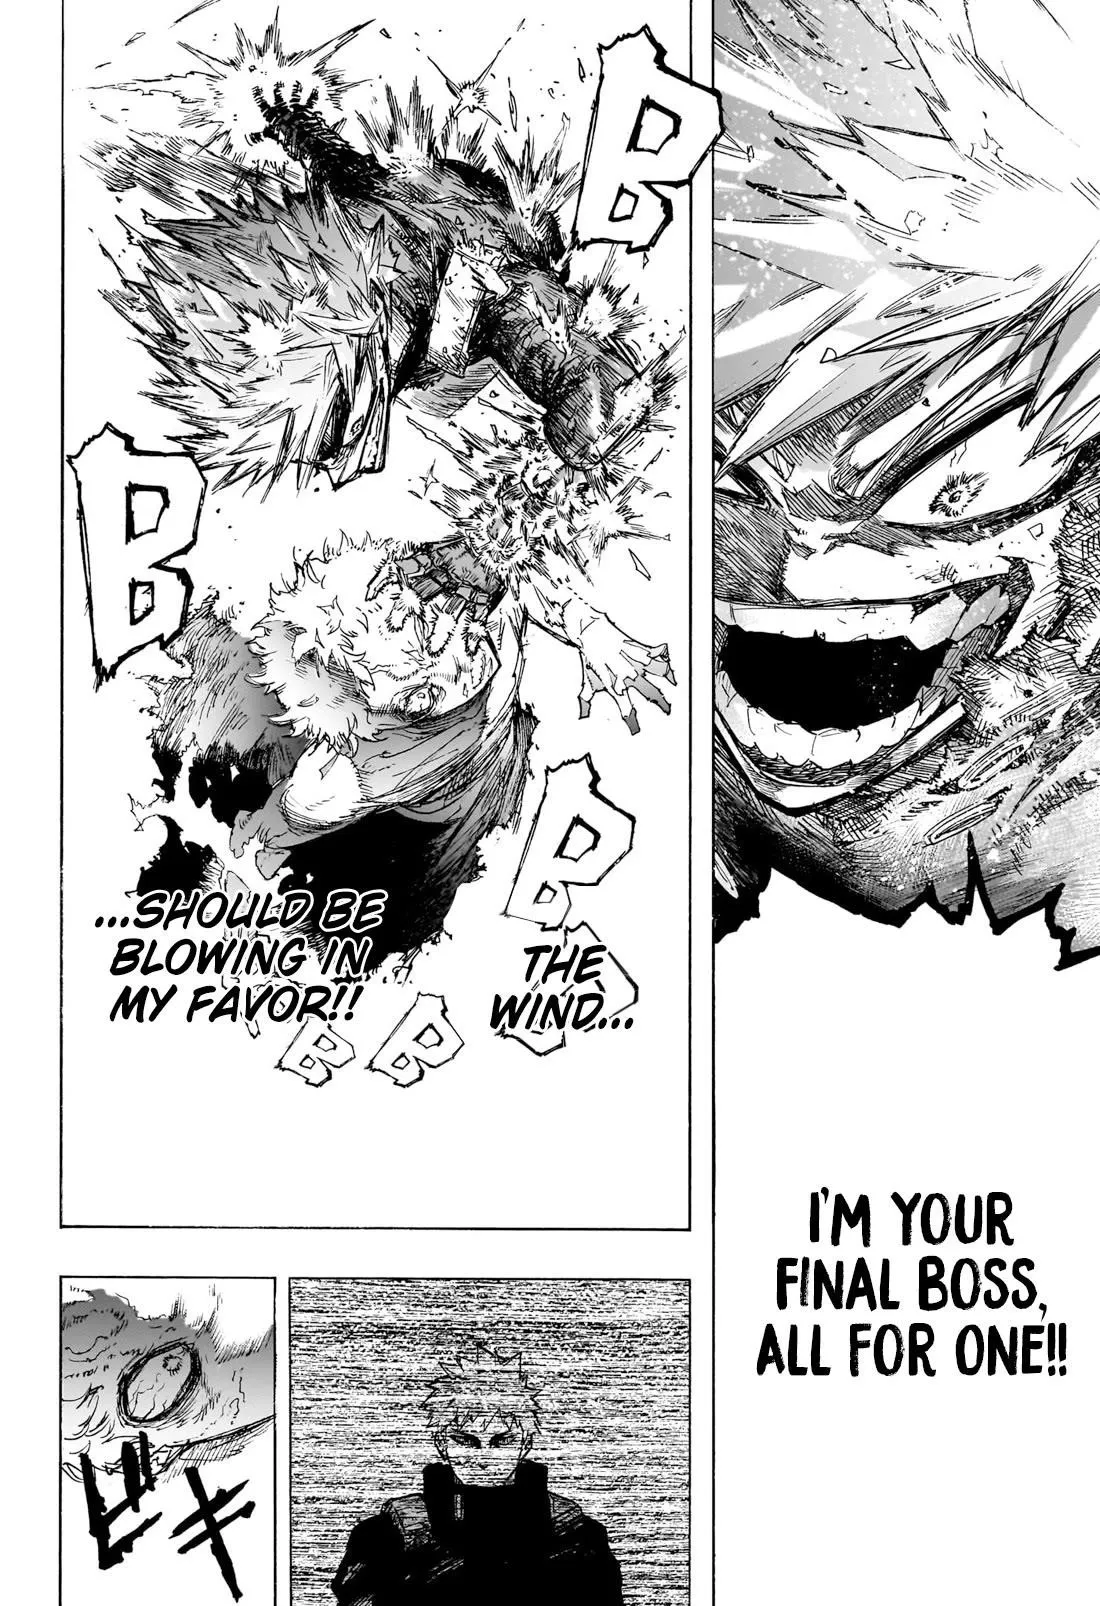 I'M YOUR
FINAL BOSS,
ALL FOR ONE!!
B
B
B
THE
WIND...
...SHOULD BE
BLOWING IN
MY FAVOR!!
B
B
B
ビキ